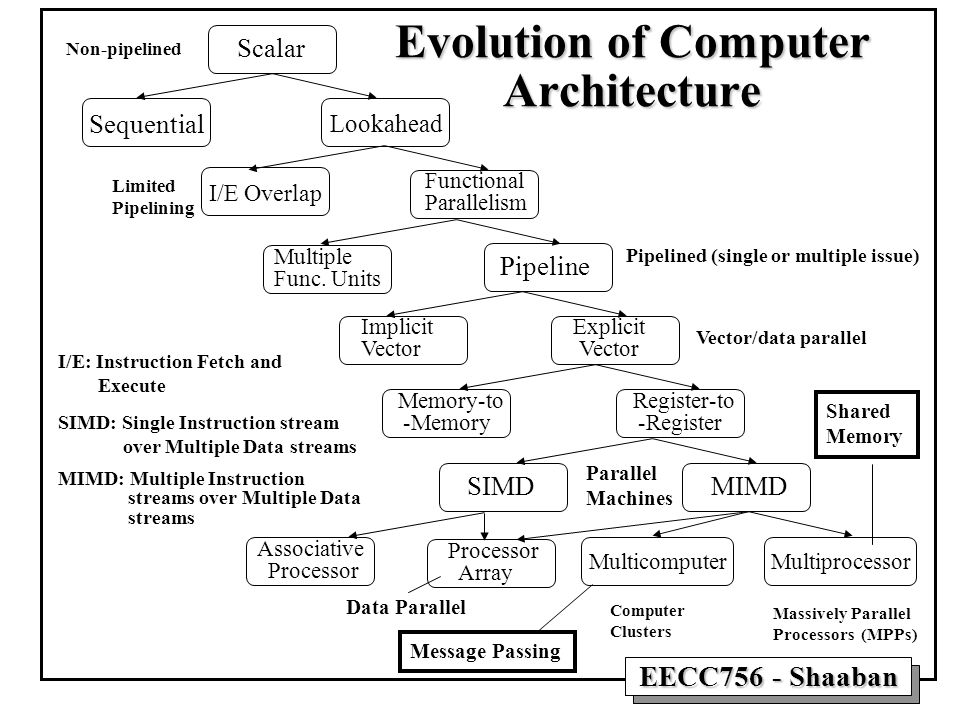 Evolution of Computer
Architecture
Non-pipelined
Scalar
Sequential
Lookahead
Limited
Pipelining
I/E Overlap
Functional
Parallelism
Multiple
Func. Units
Pipeline
Pipelined (single or multiple issue)
Implicit
Vector
Explicit
Vector
Vector/data parallel
I/E: Instruction Fetch and
Execute
SIMD: Single Instruction stream
over Multiple Data streams
MIMD: Multiple Instruction
streams over Multiple Data
streams
Memory-to
-Memory
Register-to
-Register
Shared
Memory
SIMD
Parallel
Machines
MIMD
Associative
Processor
Processor
Array
Multicomputer
Multiprocessor
Data Parallel
Message Passing
Computer
Clusters
Massively Parallel
Processors (MPPs)
EECC756 - Shaaban